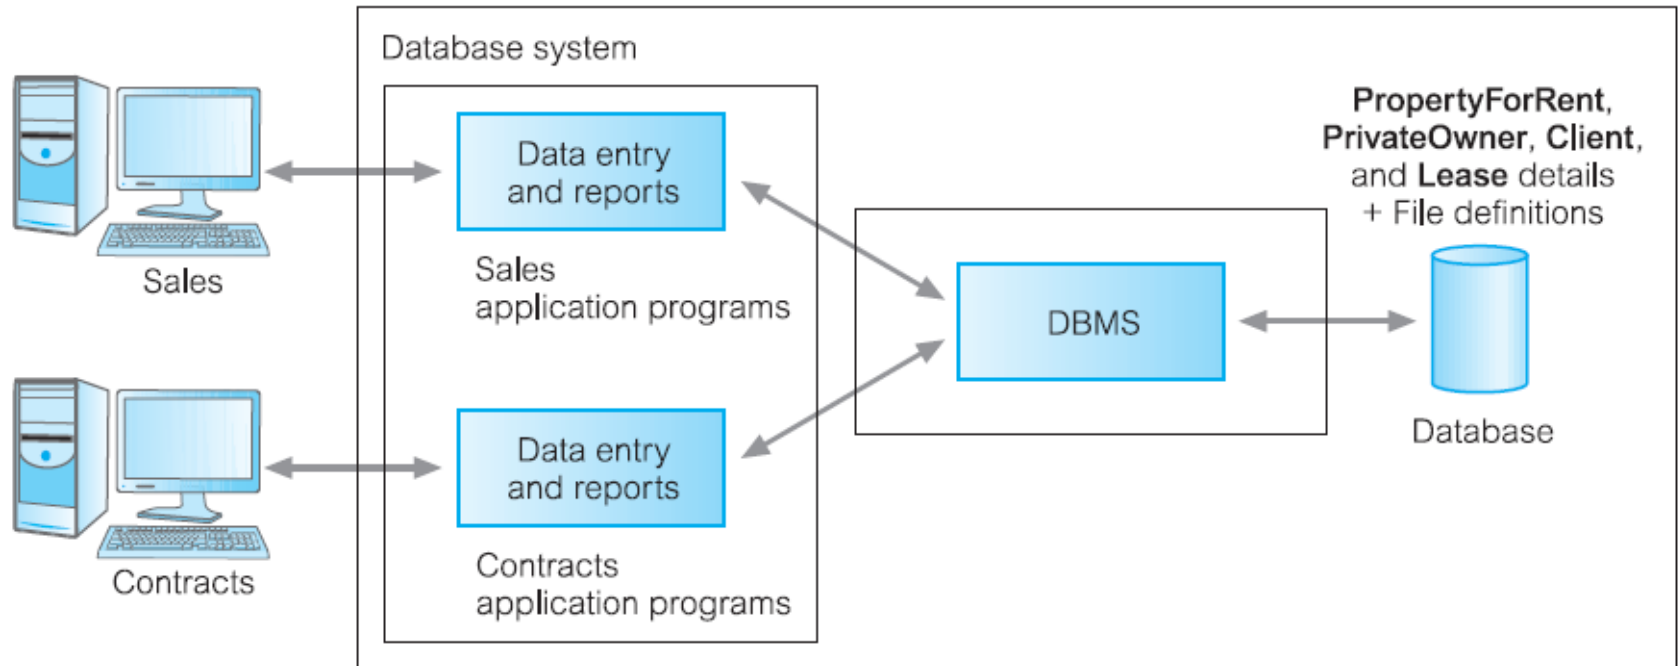 Database system
Sales
Data entry
and reports
Sales
application programs
Contracts
Data entry
and reports
Contracts
application programs
DBMS
PropertyForRent,
PrivateOwner, Client,
and Lease details
+ File definitions
Database